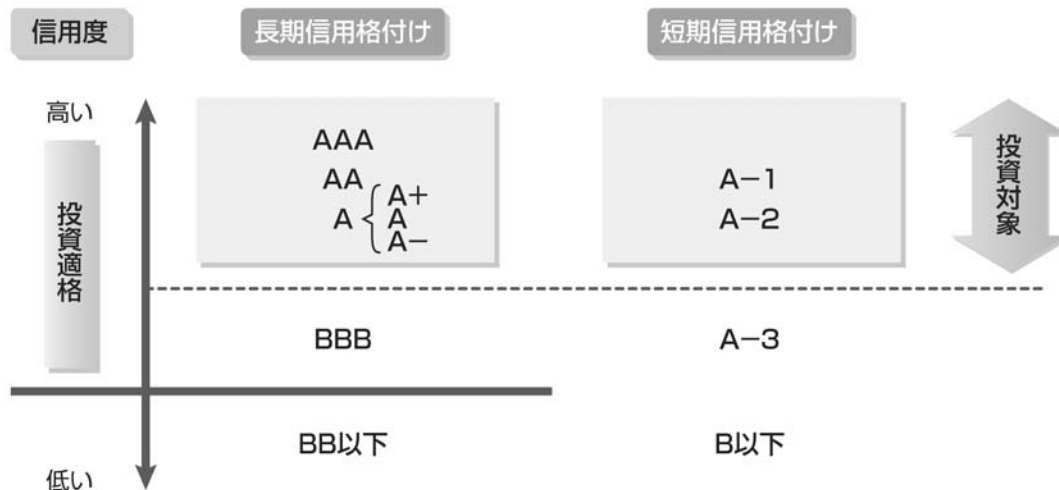 信用度
長期信用格付け
短期信用格付け
高い
投資適格
低い
AAA
AA
A
A+
A
A−
BBB
BB以下
A−1
A−2
A−3
B以下
投資対象